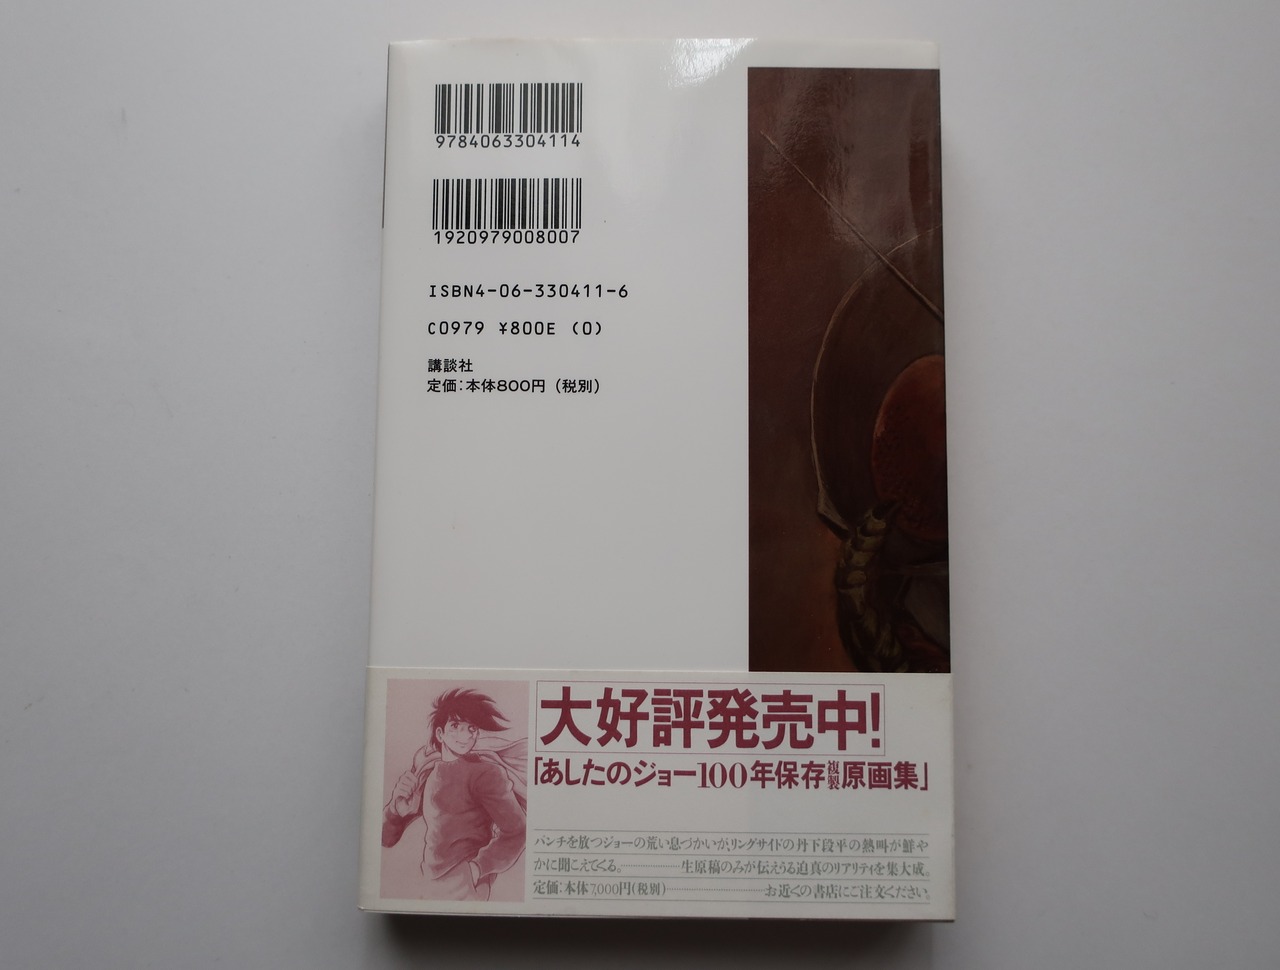 9784063304114
1920979008007
ISBN4-06-330411-6
C0979 ¥800E (0)
講談社
定価:本体800円(税別)
大好評発売中!
「あしたのジョー100年保存複製原画集」
パンチを放つジョーの荒い息づかいが、リングサイドの丹下段平の熱叫が鮮や
かに聞こえてくる。……………生原稿のみが伝えうる迫真のリアリティを集大成。
定価:本体7,000円(税別)……………………お近くの書店にご注文ください。